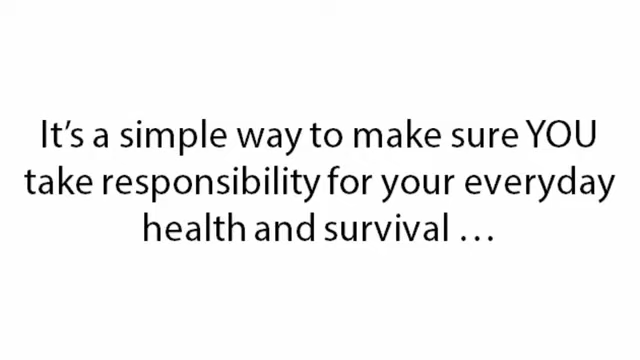 It's a simple way to make sure YOU
take responsibility for your everyday
health and survival …